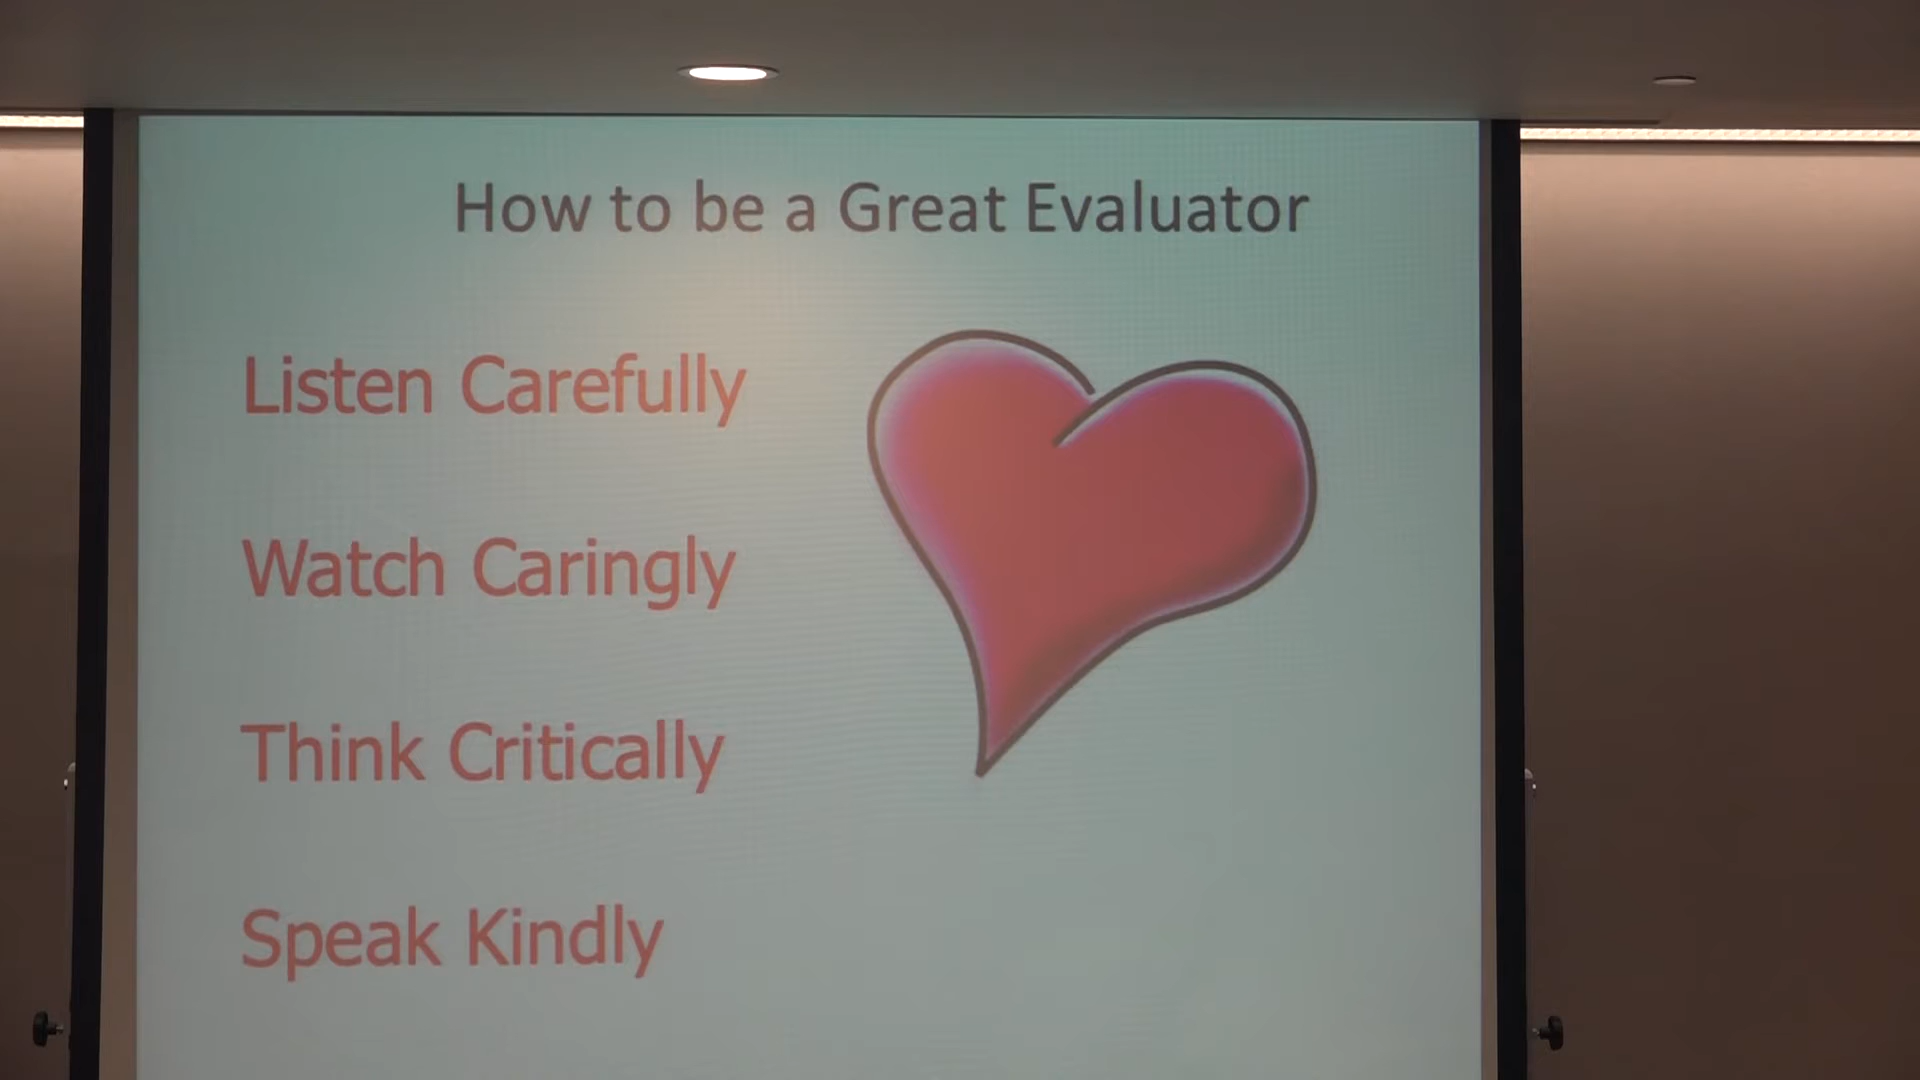 How to be a Great Evaluator
Listen Carefully
Watch Caringly
Think Critically
Speak Kindly